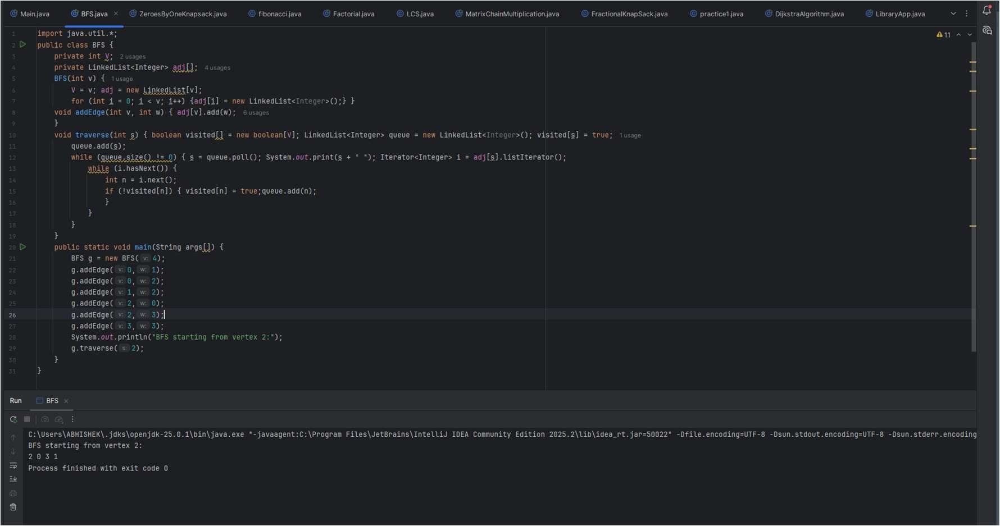 Main.java BFS.java ZeroesByOneKnapsack.java fibonacci.java Factorial.java LCS.java MatrixChainMultiplication.java FractionalKnapSack.java practice1.java DijkstraAlgorithm.java LibraryApp.java
11
1 import java.util.*;
2 public class BFS {
3     private int V; 2 usages
4     private LinkedList<Integer> adj[]; 4 usages
5     BFS(int v) { 1 usage
6         V = v; adj = new LinkedList[v];
7         for (int i = 0; i < v; i++) {adj[i] = new LinkedList<Integer>();} }
8     void addEdge(int v, int w) { adj[v].add(w); 6 usages
9     }
10     void traverse(int s) { boolean visited[] = new boolean[V]; LinkedList<Integer> queue = new LinkedList<Integer>(); visited[s] = true; 1 usage
11         queue.add(s);
12         while (queue.size() != 0) { s = queue.poll(); System.out.print(s + " "); Iterator<Integer> i = adj[s].listIterator();
13             while (i.hasNext()) {
14                 int n = i.next();
15                 if (!visited[n]) { visited[n] = true;queue.add(n);
16                 }
17             }
18         }
19     }
20     public static void main(String args[]) {
21         BFS g = new BFS( v: 4);
22         g.addEdge( v: 0, w: 1);
23         g.addEdge( v: 0, w: 2);
24         g.addEdge( v: 1, w: 2);
25         g.addEdge( v: 2, w: 0);
26         g.addEdge( v: 2, w: 3);
27         g.addEdge( v: 3, w: 3);
28         System.out.println("BFS starting from vertex 2:");
29         g.traverse( s: 2);
30     }
31 }
Run BFS
C:\Users\ABHISHEK\.jdks\openjdk-25.0.1\bin\java.exe "-javaagent:C:\Program Files\JetBrains\IntelliJ IDEA Community Edition 2025.2\lib\idea_rt.jar=50022" -Dfile.encoding=UTF-8 -Dsun.stdout.encoding=UTF-8 -Dsun.stderr.encoding
BFS starting from vertex 2:
2 0 3 1
Process finished with exit code 0